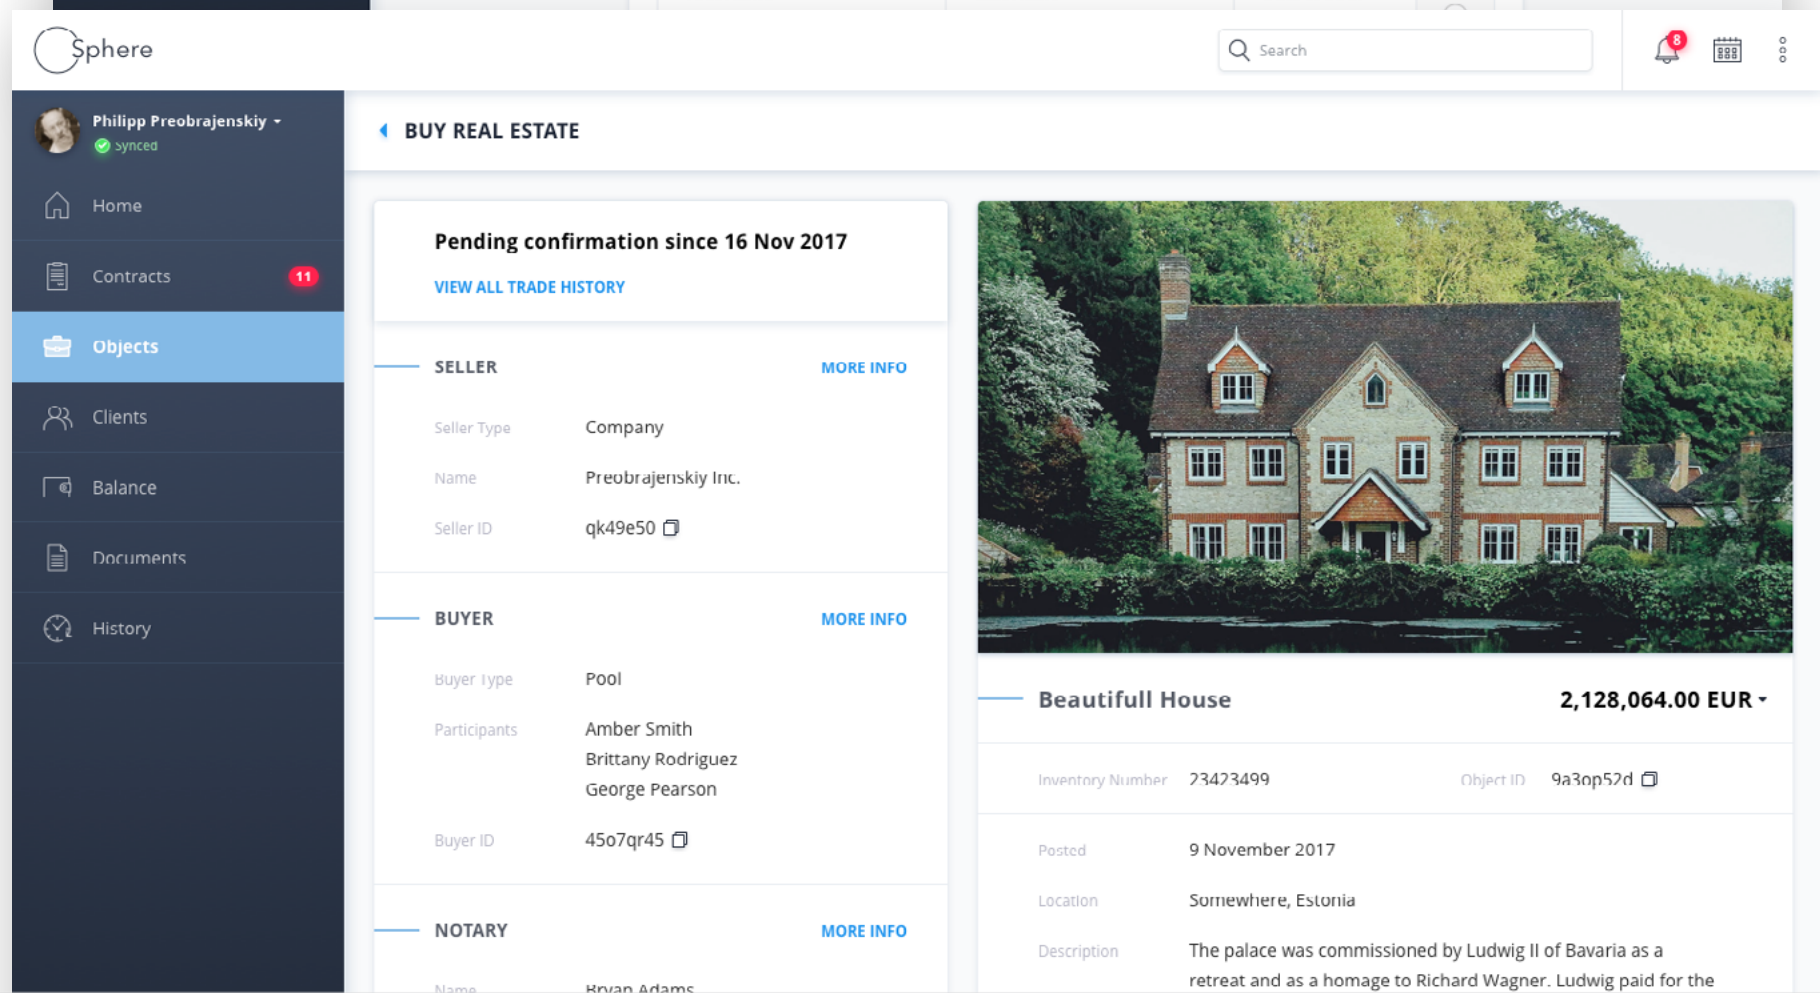 Sphere
Search
8
Philipp Preobrajenskiy
Synced
Home
Contracts
11
Objects
Clients
Balance
Documents
History
BUY REAL ESTATE
Pending confirmation since 16 Nov 2017
VIEW ALL TRADE HISTORY
SELLER
MORE INFO
Seller Type
Company
Name
Preobrajenskiy Inc.
Seller ID
qk49e50
BUYER
MORE INFO
Buyer Type
Pool
Participants
Amber Smith
Brittany Rodriguez
George Pearson
Buyer ID
45o7qr45
NOTARY
MORE INFO
Name
Bryan Adams
Beautifull House
2,128,064.00 EUR
Inventory Number
23423499
Object ID
9a3op52d
Posted
9 November 2017
Location
Somewhere, Estonia
Description
The palace was commissioned by Ludwig II of Bavaria as a
retreat and as a homage to Richard Wagner. Ludwig paid for the